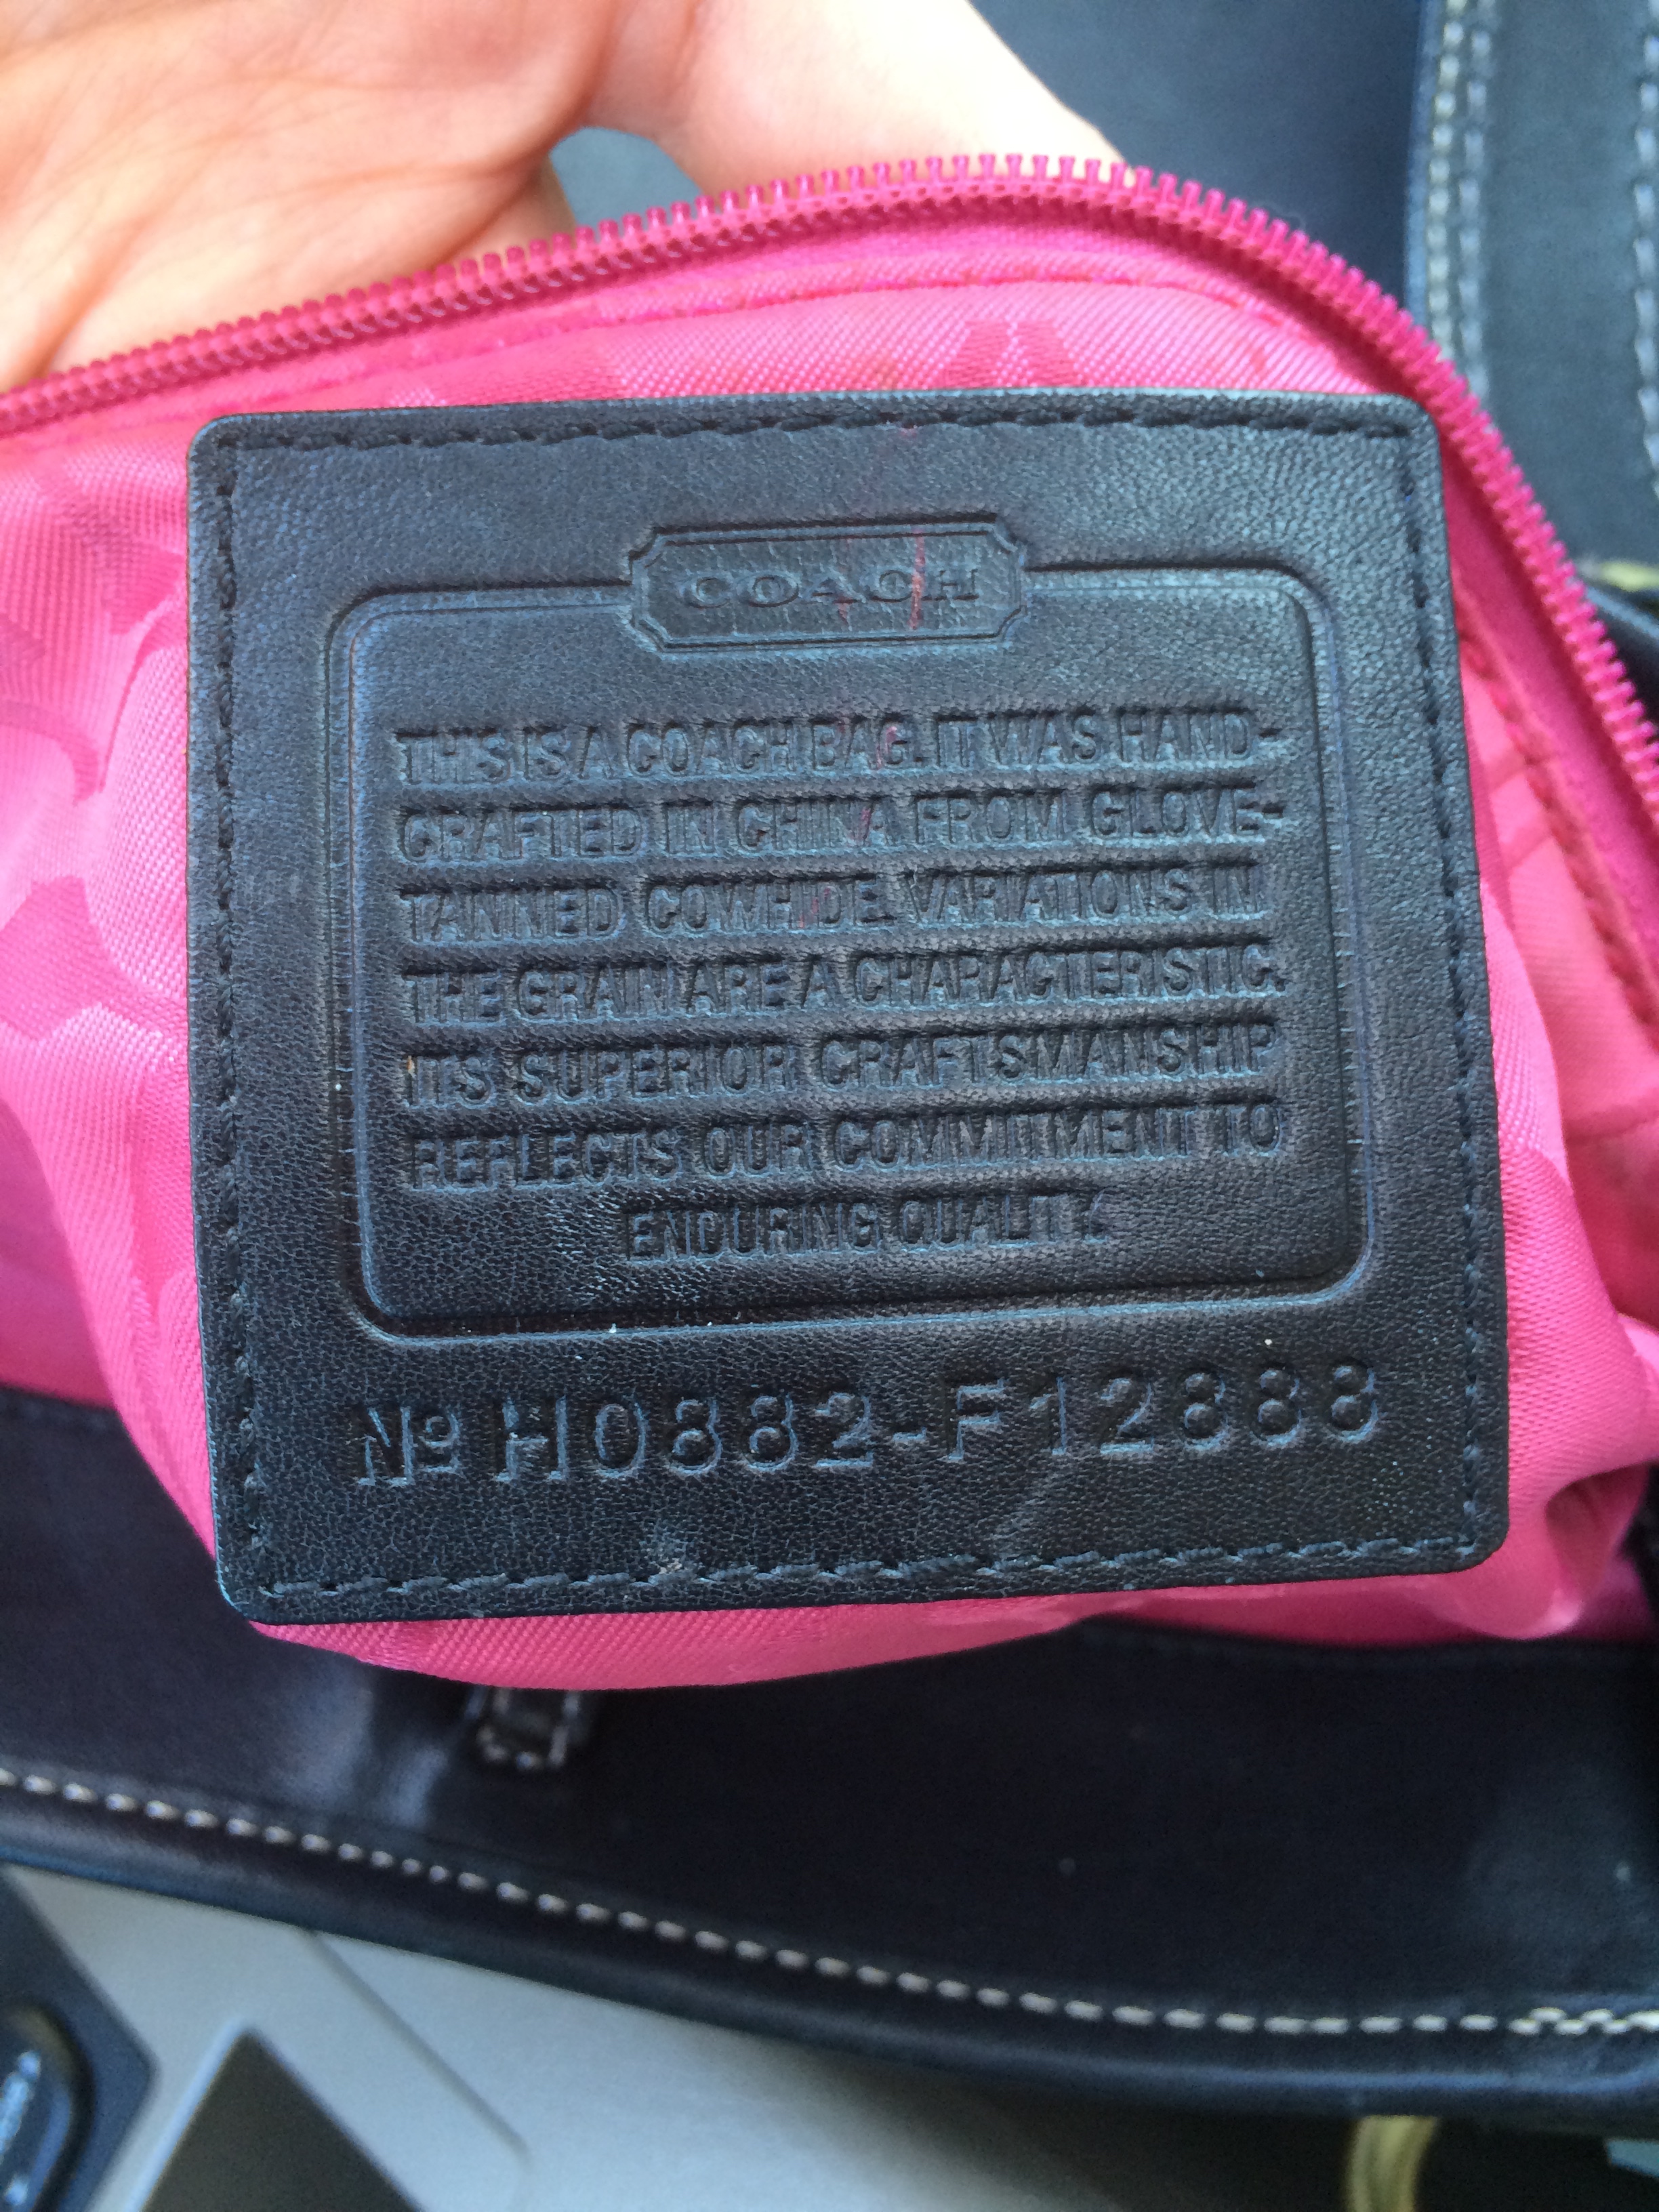 COACH
THIS IS A COACH BAG. IT WAS HAND-
CRAFTED IN CHINA FROM GLOVE-
TANNED COWHIDE. VARIATIONS IN
THE GRAIN ARE A CHARACTERISTIC.
ITS SUPERIOR CRAFTSMANSHIP
REFLECTS OUR COMMITMENT TO
ENDURING QUALITY.
№ H0882-F12888